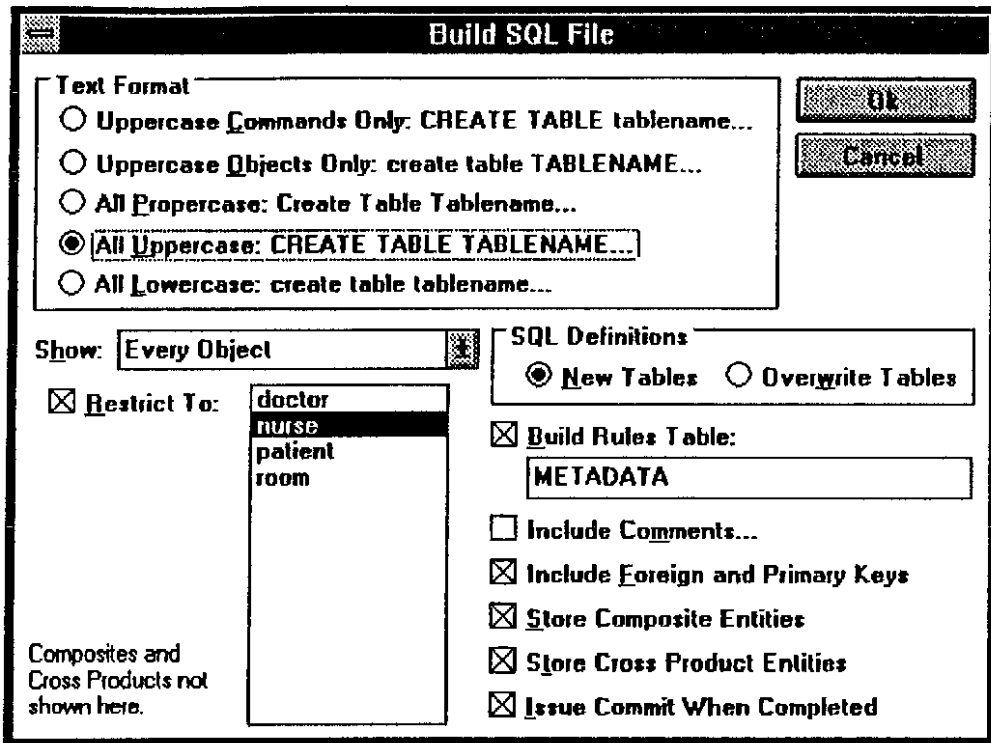 Build SQL File
Text Format
Uppercase Commands Only: CREATE TABLE tablename...
Uppercase Objects Only: create table TABLENAME...
All Propercase: Create Table Tablename...
All Uppercase: CREATE TABLE TABLENAME...
All Lowercase: create table tablename...
Ok
Cancel
Show: Every Object
Restrict To:
doctor
nurse
patient
room
Composites and
Cross Products not
shown here.
SQL Definitions
New Tables Overwrite Tables
Build Rules Table:
METADATA
Include Comments...
Include Foreign and Primary Keys
Store Composite Entities
Store Cross Product Entities
Issue Commit When Completed